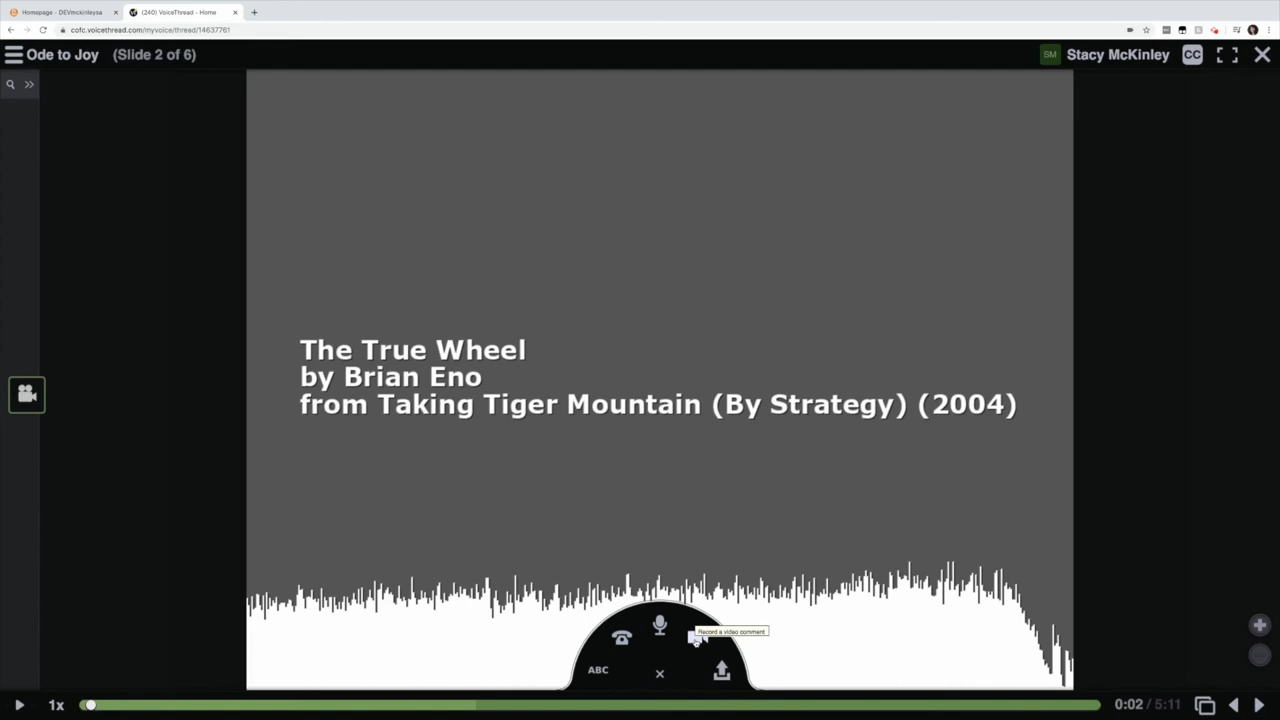 Homepage - DEVmckinleysa
(240) VoiceThread - Home
cofc.voicethread.com/myvoice/thread/14637761
Ode to Joy (Slide 2 of 6)
SM Stacy McKinley CC
The True Wheel
by Brian Eno
from Taking Tiger Mountain (By Strategy) (2004)
Record a video comment
ABC
1x
0:02 / 5:11